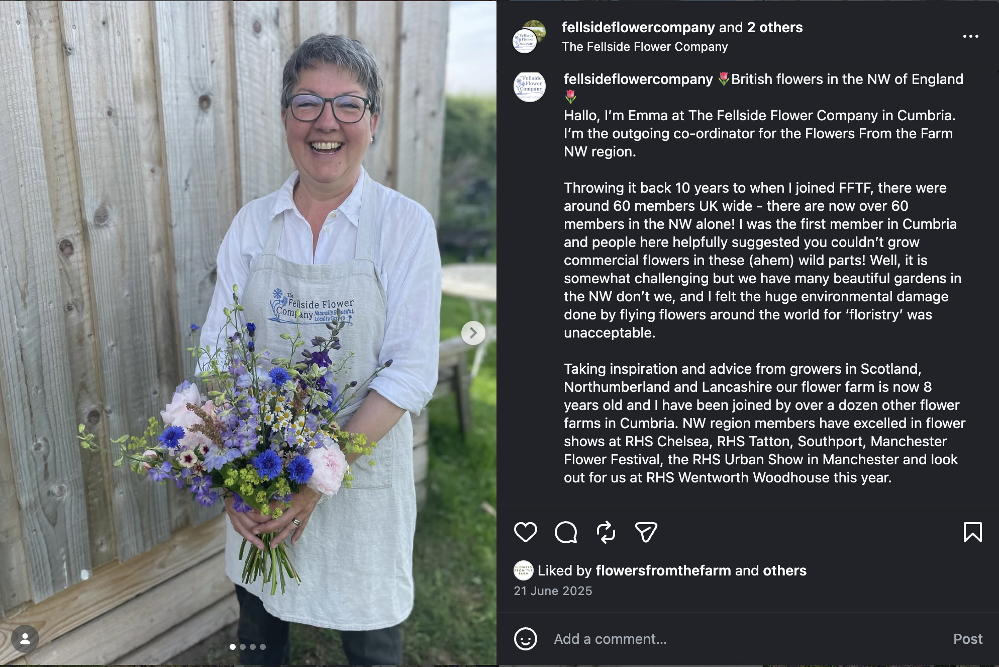 The
Fellside Flower
Company Naturally Beautiful,
Locally Grown
fellsideflowercompany and 2 others
The Fellside Flower Company
The Fellside
Flower
Company
fellsideflowercompany 🌷British flowers in the NW of England
🌷
Hallo, I’m Emma at The Fellside Flower Company in Cumbria.
I’m the outgoing co-ordinator for the Flowers From the Farm
NW region.
Throwing it back 10 years to when I joined FFTF, there were
around 60 members UK wide - there are now over 60
members in the NW alone! I was the first member in Cumbria
and people here helpfully suggested you couldn’t grow
commercial flowers in these (ahem) wild parts! Well, it is
somewhat challenging but we have many beautiful gardens in
the NW don’t we, and I felt the huge environmental damage
done by flying flowers around the world for ‘floristry’ was
unacceptable.
Taking inspiration and advice from growers in Scotland,
Northumberland and Lancashire our flower farm is now 8
years old and I have been joined by over a dozen other flower
farms in Cumbria. NW region members have excelled in flower
shows at RHS Chelsea, RHS Tatton, Southport, Manchester
Flower Festival, the RHS Urban Show in Manchester and look
out for us at RHS Wentworth Woodhouse this year.
FLOWERS
FROM THE
FARM
Liked by flowersfromthefarm and others
21 June 2025
Add a comment...
Post